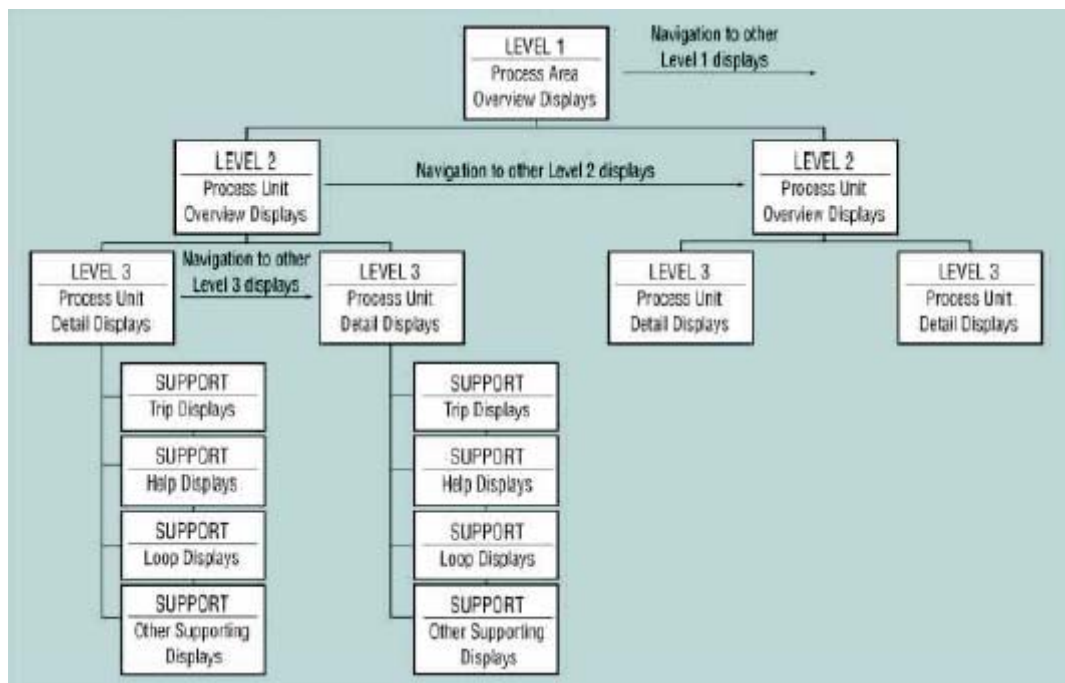 LEVEL 1
Process Area
Overview Displays
Navigation to other
Level 1 displays
LEVEL 2
Process Unit
Overview Displays
Navigation to other Level 2 displays
LEVEL 2
Process Unit
Overview Displays
LEVEL 3
Process Unit
Detail Displays
Navigation to other
Level 3 displays
LEVEL 3
Process Unit
Detail Displays
LEVEL 3
Process Unit
Detail Displays
LEVEL 3
Process Unit
Detail Displays
SUPPORT
Trip Displays
SUPPORT
Help Displays
SUPPORT
Loop Displays
SUPPORT
Other Supporting
Displays
SUPPORT
Trip Displays
SUPPORT
Help Displays
SUPPORT
Loop Displays
SUPPORT
Other Supporting
Displays